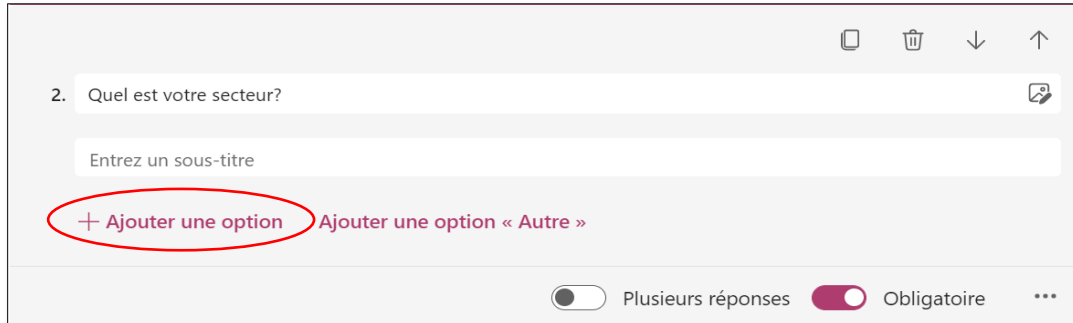 2. Quel est votre secteur?
Entrez un sous-titre
+ Ajouter une option Ajouter une option « Autre »
Plusieurs réponses Obligatoire ...